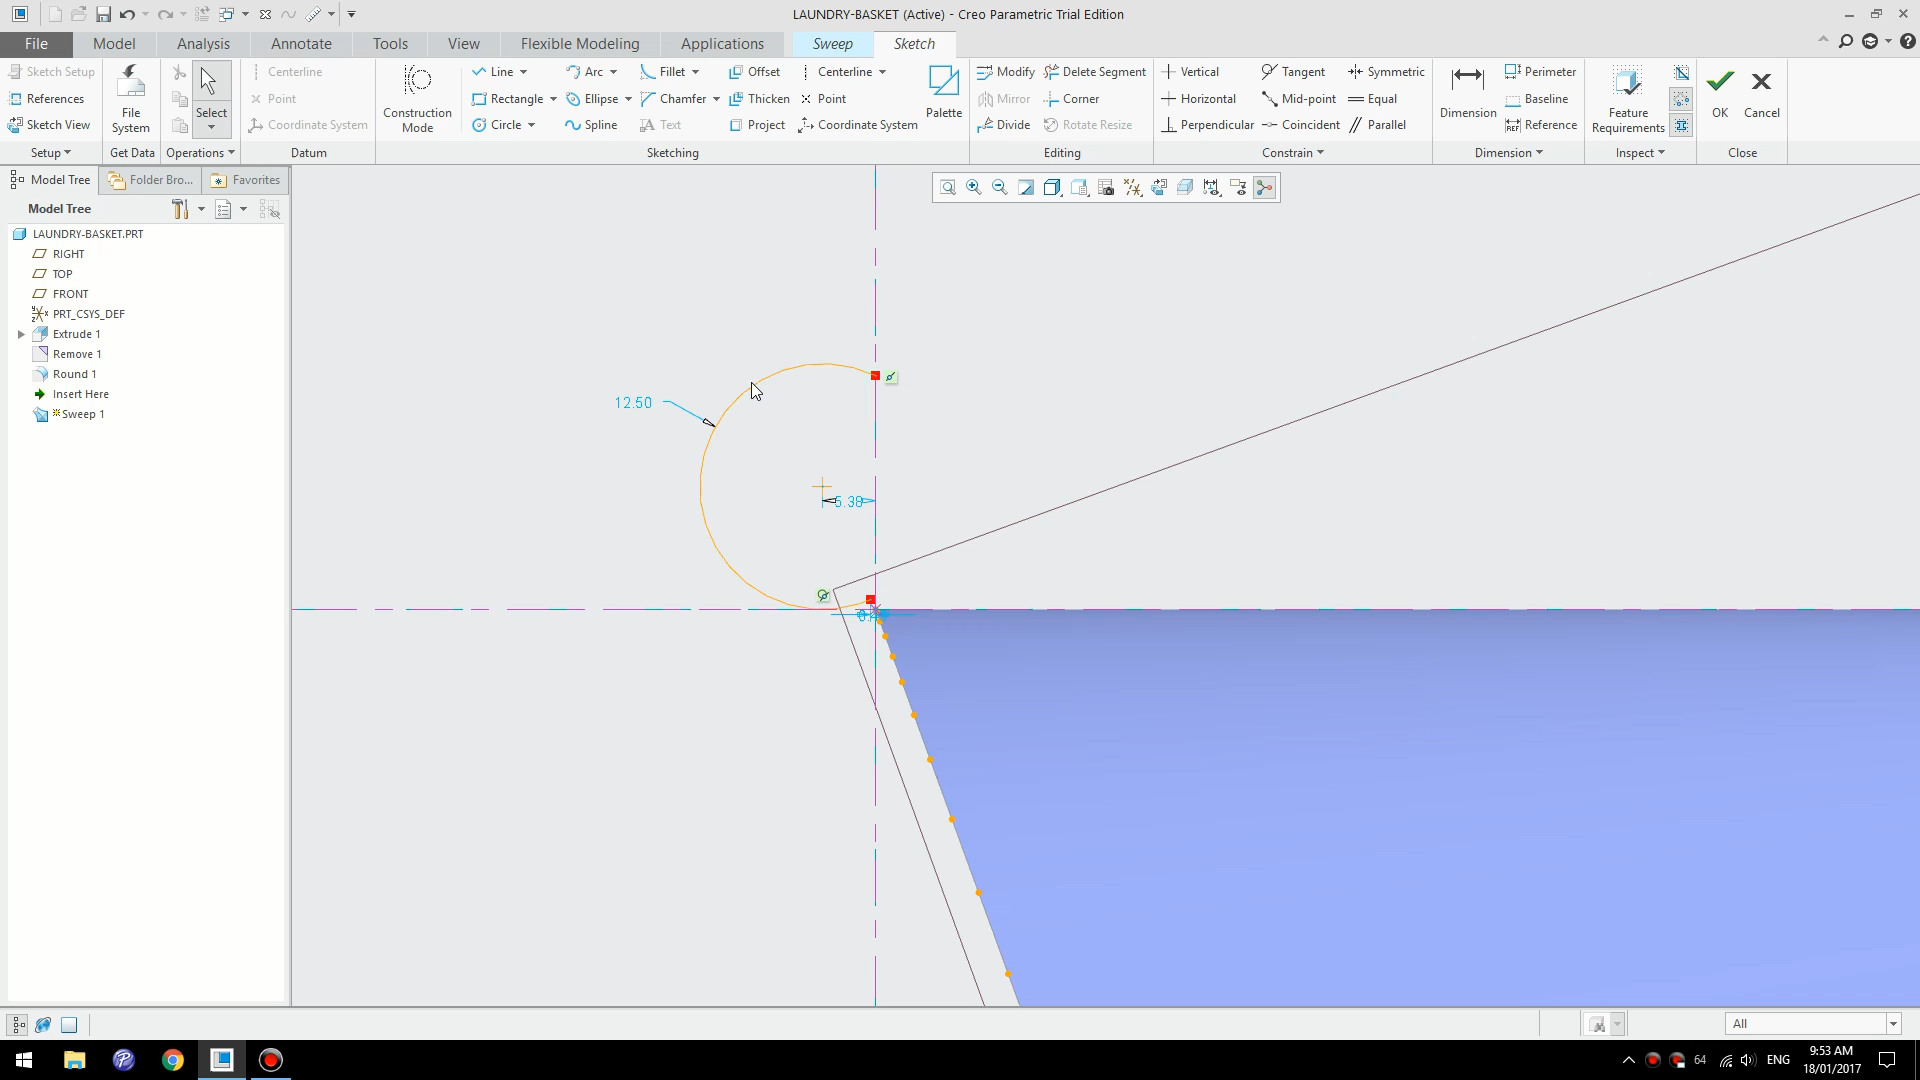 LAUNDRY-BASKET (Active) - Creo Parametric Trial Edition
File Model Analysis Annotate Tools View Flexible Modeling Applications Sweep Sketch
Sketch Setup
References
Sketch View
Setup
File System
Get Data
Select
Operations
Centerline
Point
Coordinate System
Datum
Construction Mode
Line Arc Fillet Offset Centerline
Rectangle Ellipse Chamfer Thicken Point
Circle Spline Text Project Coordinate System
Palette
Sketching
Modify Delete Segment
Mirror Corner
Divide Rotate Resize
Editing
Vertical Tangent Symmetric
Horizontal Mid-point Equal
Perpendicular Coincident Parallel
Constrain
Dimension
Perimeter
Baseline
REF Reference
Dimension
Feature Requirements
Inspect
OK Cancel
Close
Model Tree Folder Bro... Favorites
Model Tree
LAUNDRY-BASKET.PRT
RIGHT
TOP
FRONT
PRT_CSYS_DEF
Extrude 1
Remove 1
Round 1
Insert Here
Sweep 1
12.50
5.38
All
64 ENG
9:53 AM
18/01/2017